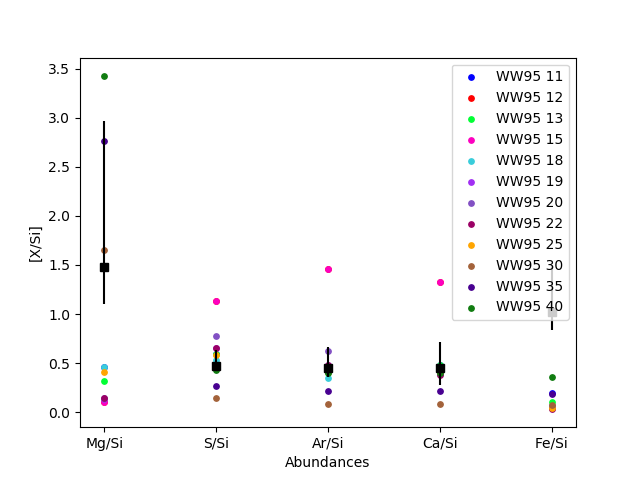 3.5
3.0
2.5
2.0
1.5
1.0
0.5
0.0
[X/Si]
WW95 11
WW95 12
WW95 13
WW95 15
WW95 18
WW95 19
WW95 20
WW95 22
WW95 25
WW95 30
WW95 35
WW95 40
Mg/Si S/Si Ar/Si Ca/Si Fe/Si
Abundances